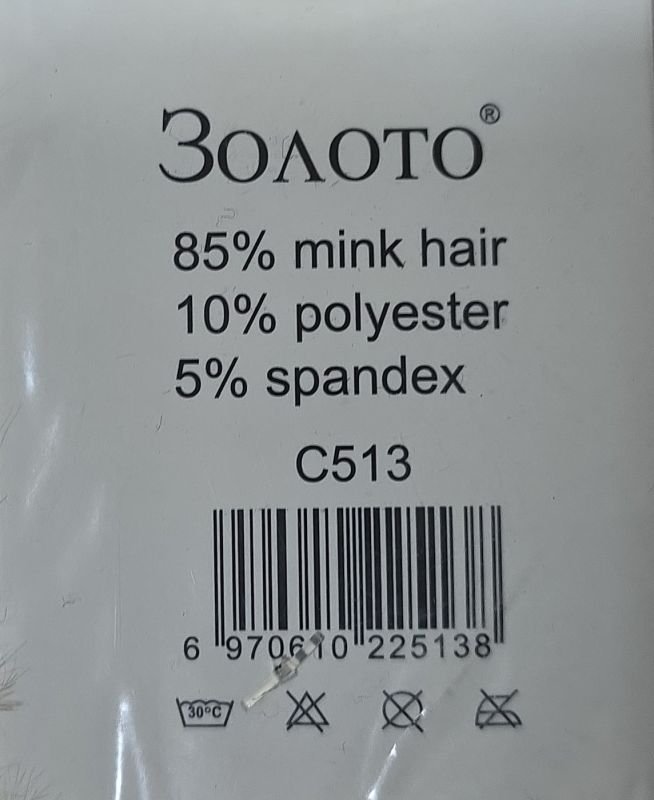 Золото®
85% mink hair
10% polyester
5% spandex
C513
6 970610 225138
30°C